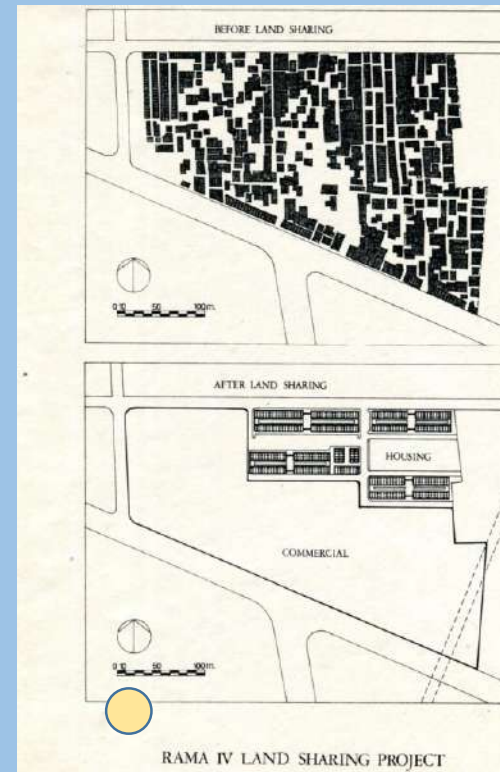 BEFORE LAND SHARING
0 10 50 100m.
AFTER LAND SHARING
HOUSING
COMMERCIAL
0 10 50 100m.
RAMA IV LAND SHARING PROJECT